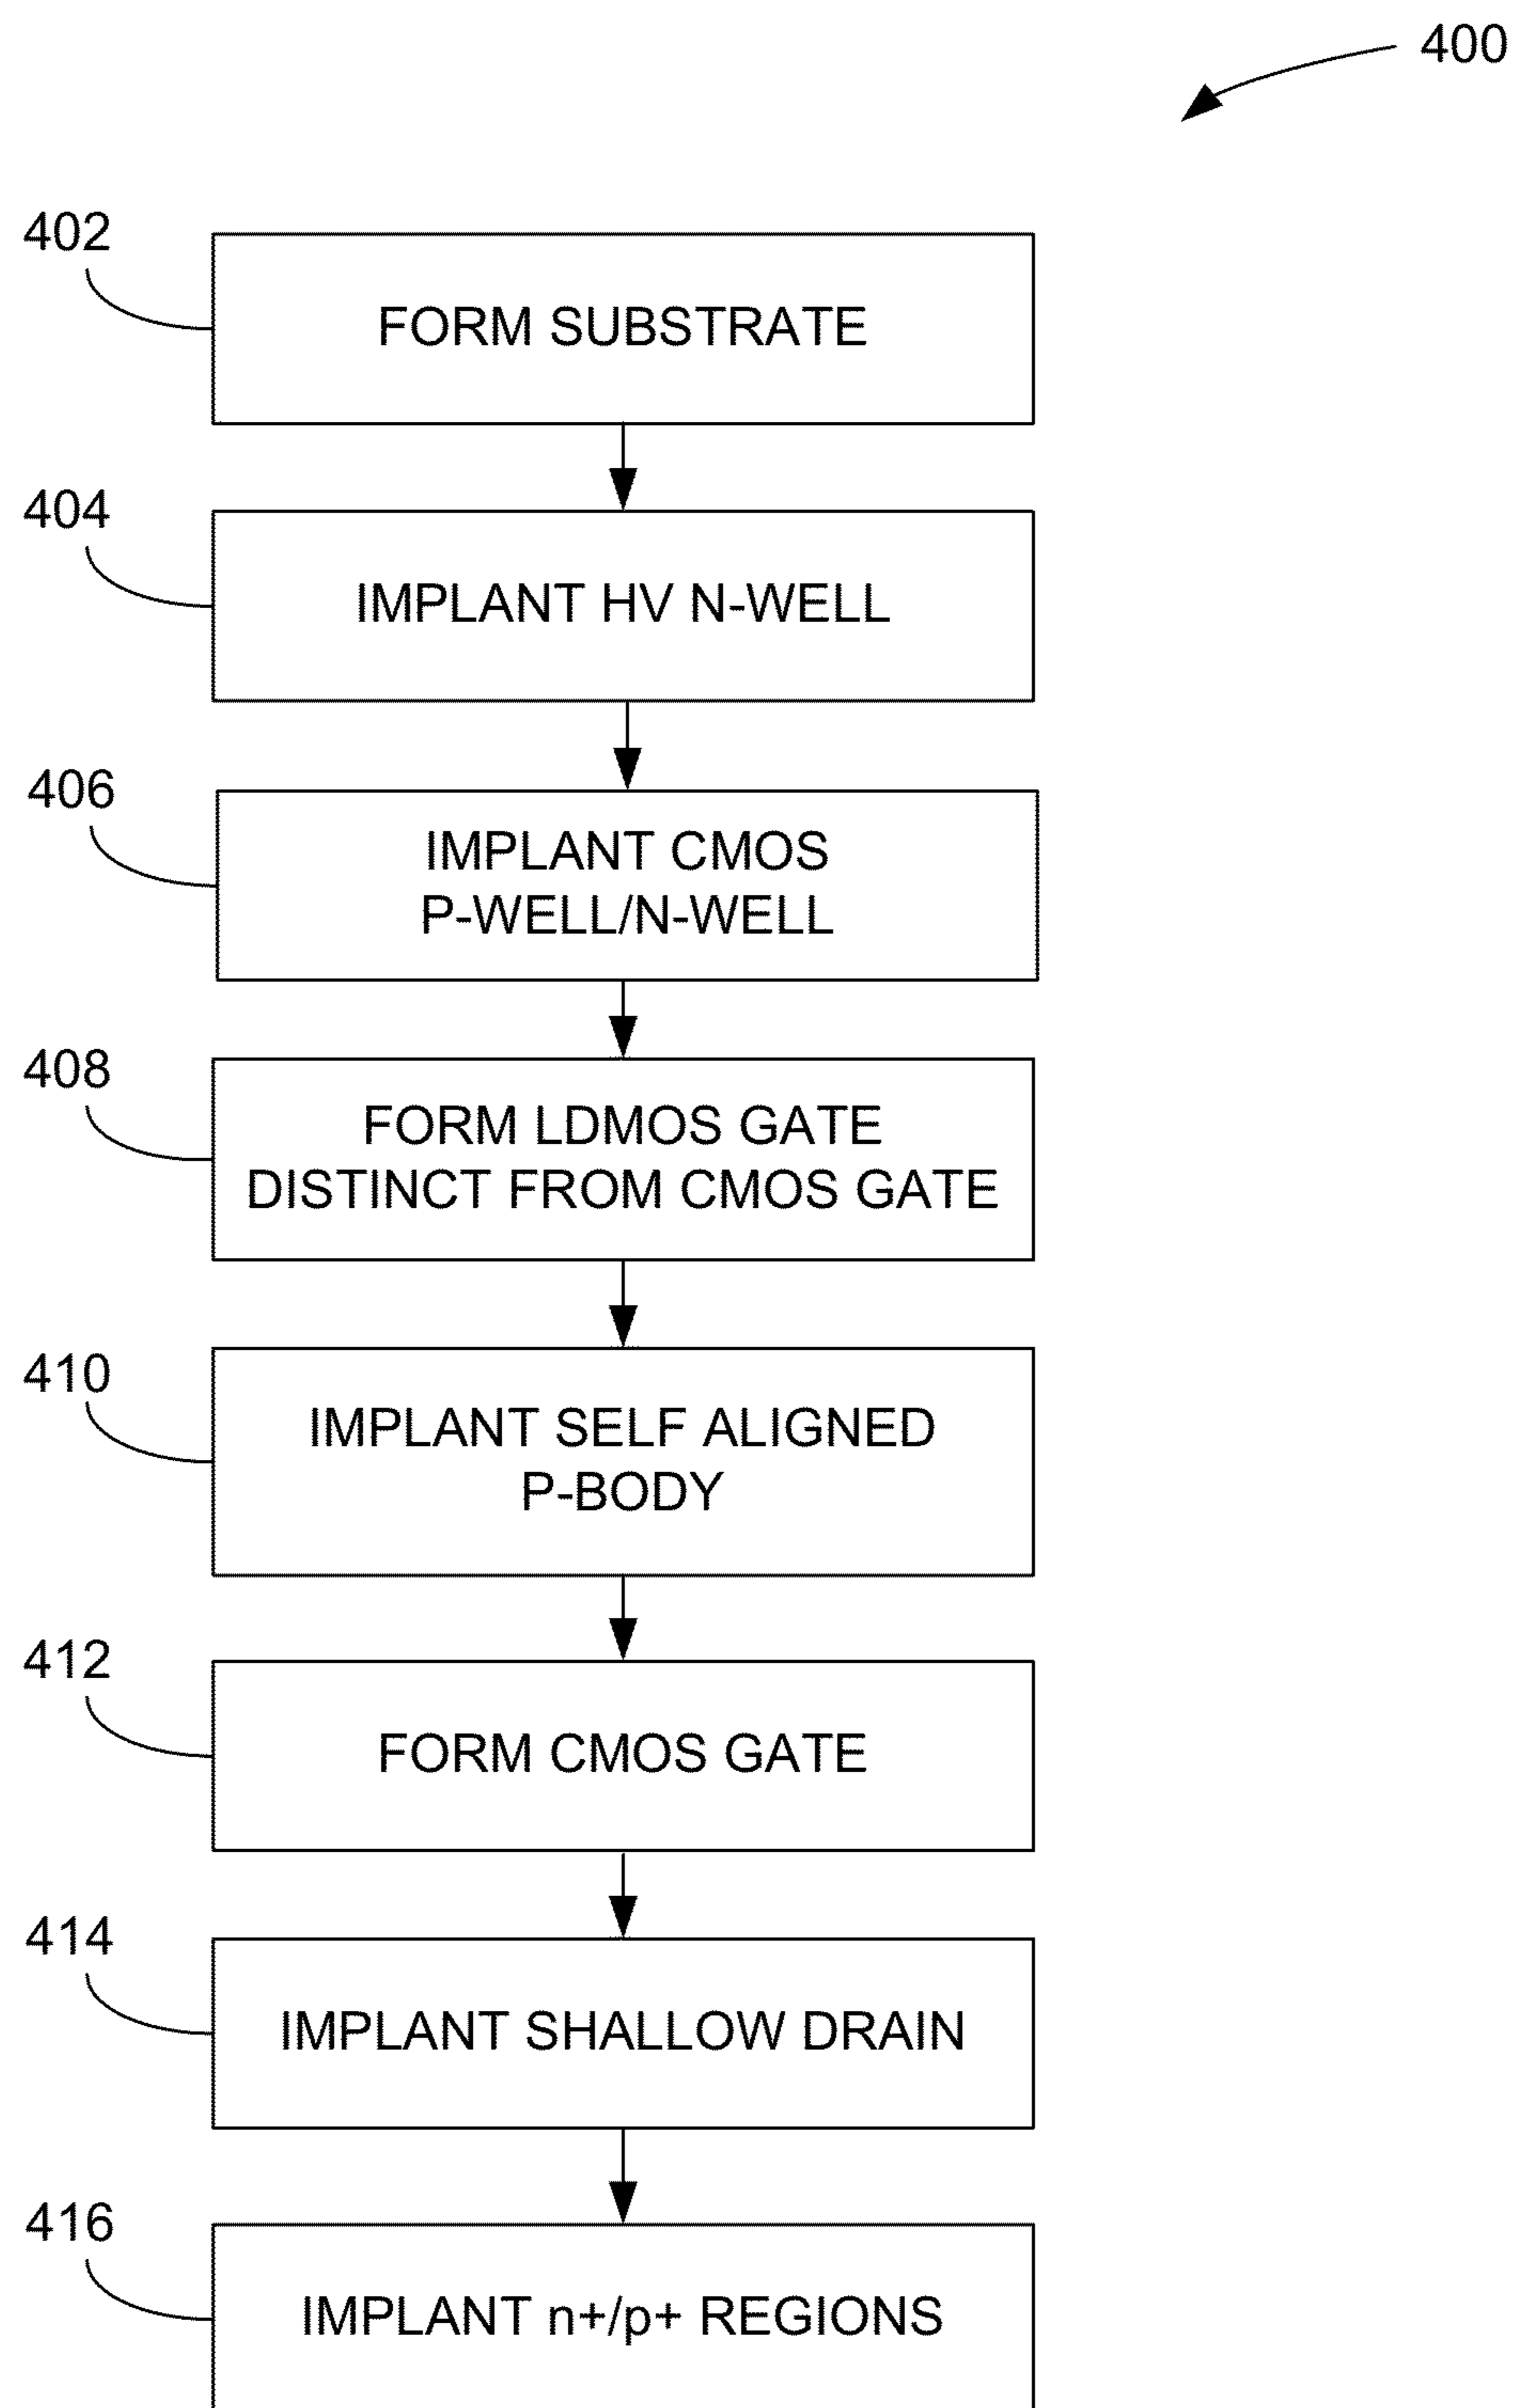 400
402
FORM SUBSTRATE
404
IMPLANT HV N-WELL
406
IMPLANT CMOS
P-WELL/N-WELL
408
FORM LDMOS GATE
DISTINCT FROM CMOS GATE
410
IMPLANT SELF ALIGNED
P-BODY
412
FORM CMOS GATE
414
IMPLANT SHALLOW DRAIN
416
IMPLANT n+/p+ REGIONS